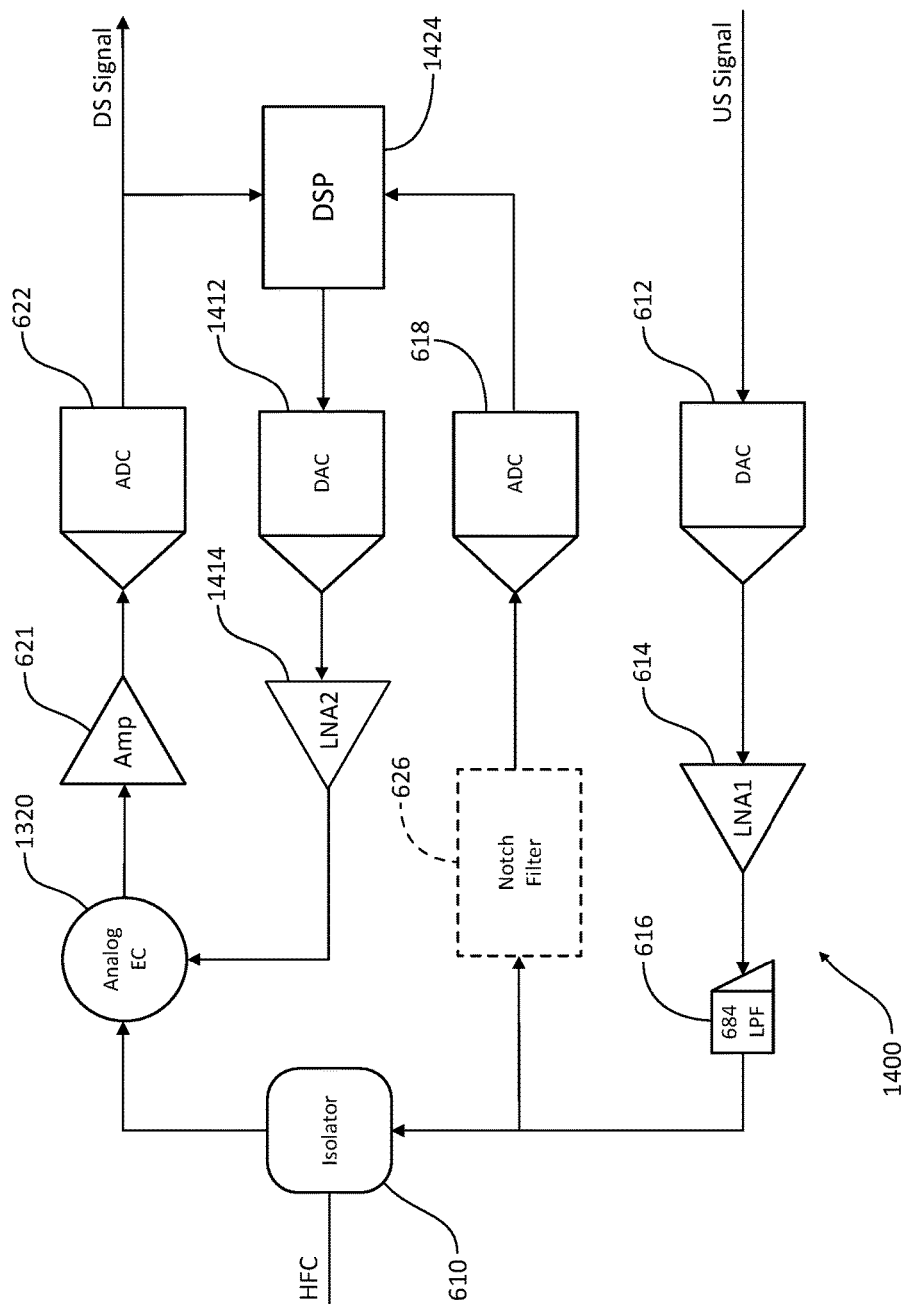 DS Signal
US Signal
1424
DSP
622
1412
618
612
ADC
DAC
ADC
DAC
621
1414
614
Amp
LNA2
626
LNA1
1320
Notch
Filter
Analog
EC
616
684
LPF
1400
Isolator
HFC
610